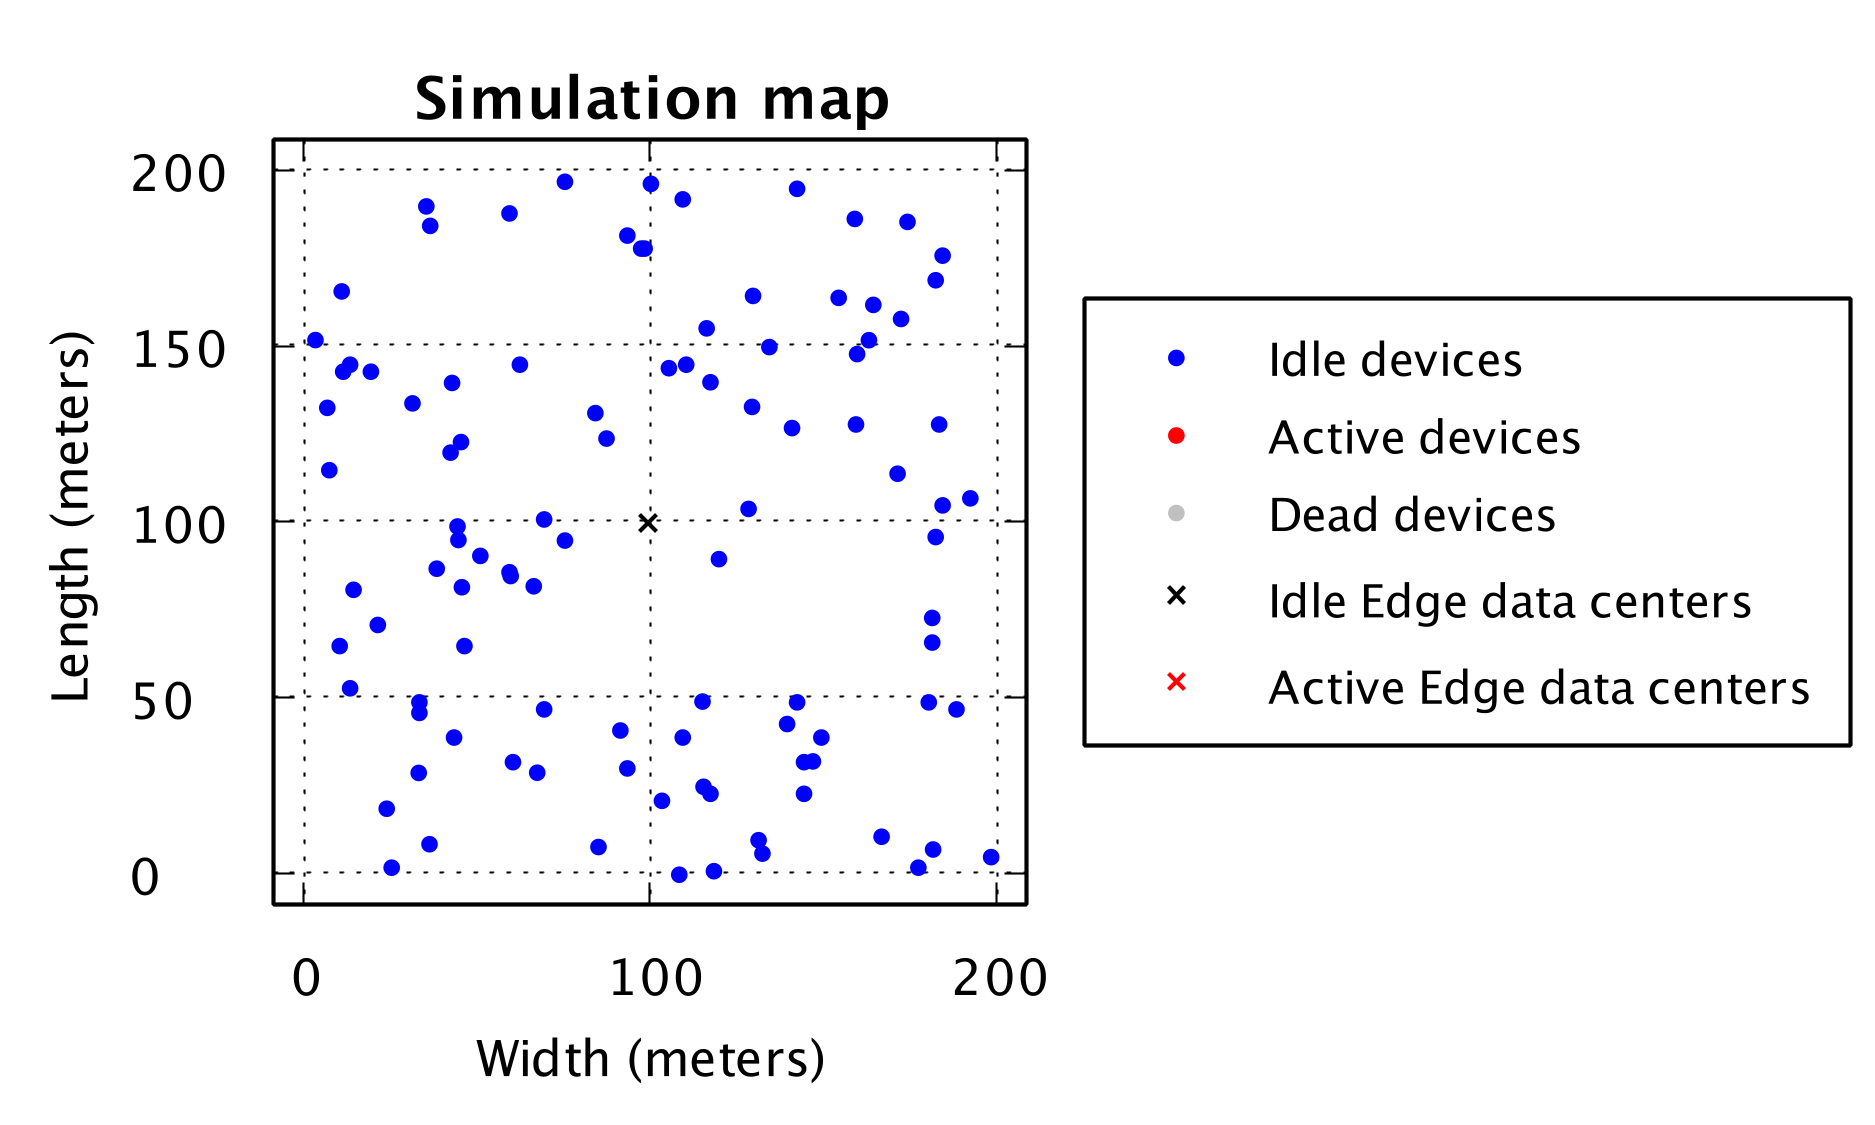 Simulation map
200
150
100
50
0
Length (meters)
0 100 200
Width (meters)
Idle devices
Active devices
Dead devices
Idle Edge data centers
Active Edge data centers